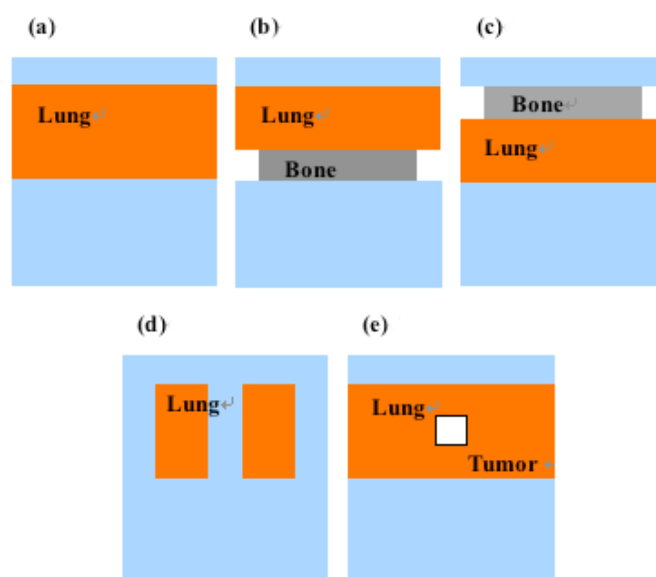 (a)
(b)
(c)
Lung↵
Lung↵
Bone
Bone↵
Lung↵
(d)
(e)
Lung↵
Lung↵
Tumor↵